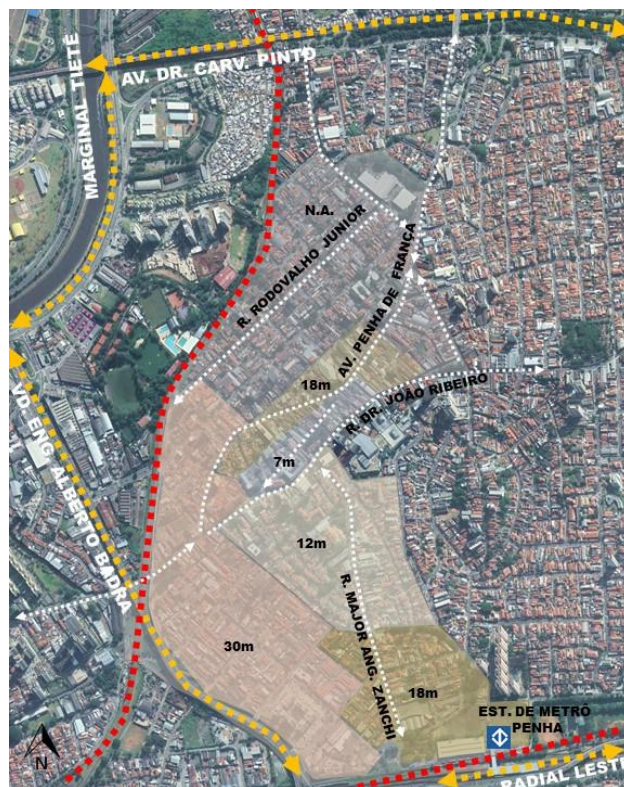 AV. DR. CARV. PINTO
MARGINAL TIETÊ
N.A.
R. RODOVALHO JUNIOR
AV. PENHA DE FRANÇA
18m
R. DR. JOÃO RIBEIRO
7m
VD. ENG. ALBERTO BADRA
12m
R. MAJOR ANG. ZANCHI
30m
18m
EST. DE METRÔ
PENHA
N
RADIAL LESTE